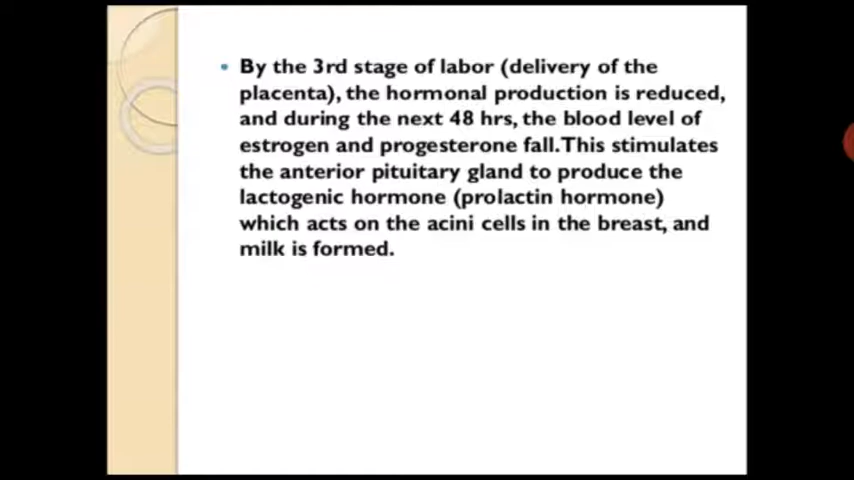 • By the 3rd stage of labor (delivery of the
placenta), the hormonal production is reduced,
and during the next 48 hrs, the blood level of
estrogen and progesterone fall. This stimulates
the anterior pituitary gland to produce the
lactogenic hormone (prolactin hormone)
which acts on the acini cells in the breast, and
milk is formed.